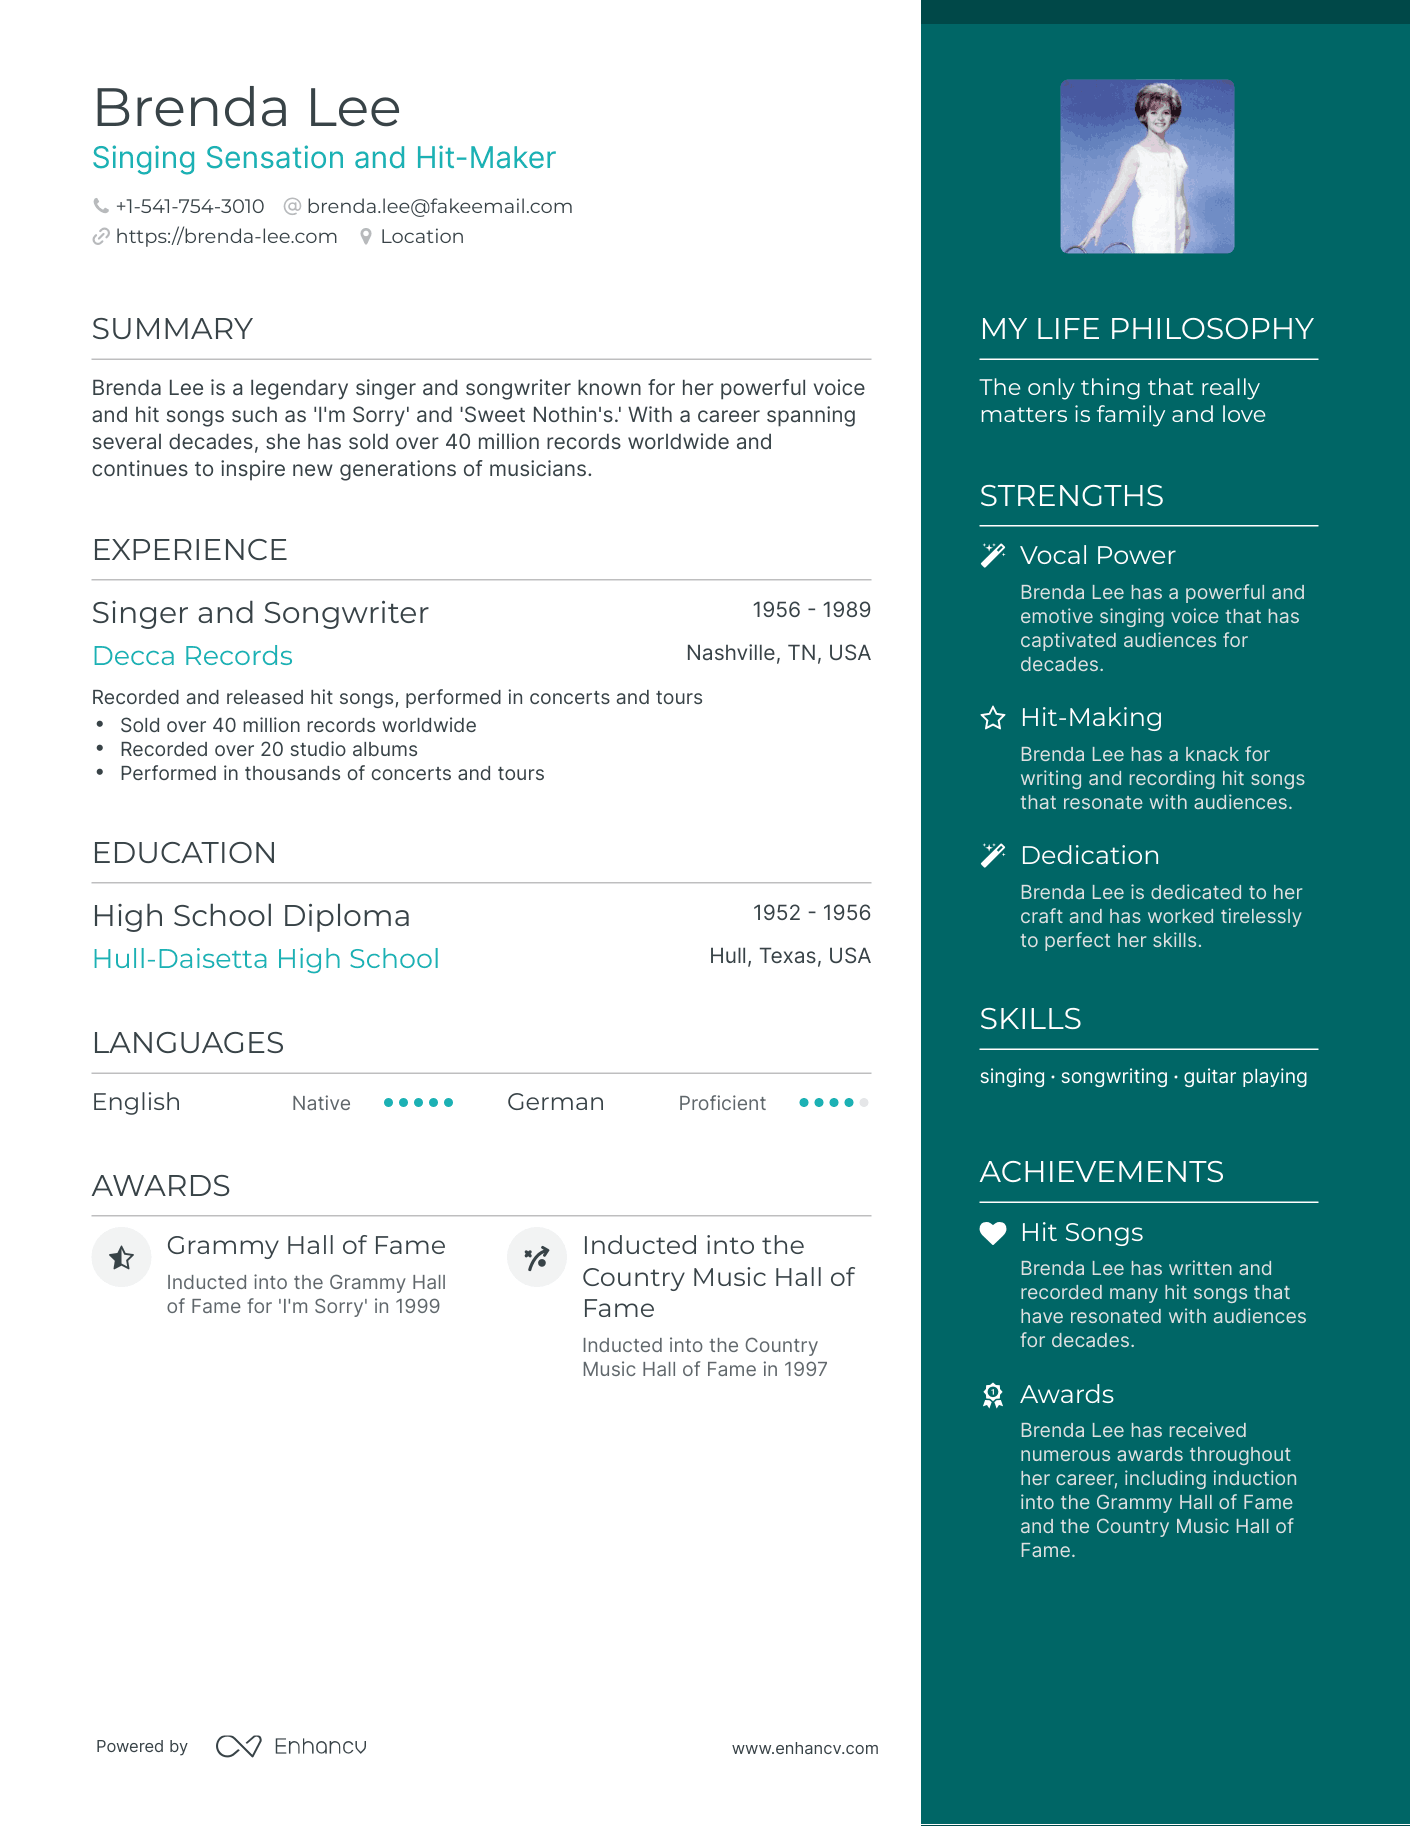 Brenda Lee
Singing Sensation and Hit-Maker
+1-541-754-3010 @ brenda.lee@fakeemail.com
https://brenda-lee.com Location
SUMMARY
Brenda Lee is a legendary singer and songwriter known for her powerful voice
and hit songs such as 'I'm Sorry' and 'Sweet Nothin's.' With a career spanning
several decades, she has sold over 40 million records worldwide and
continues to inspire new generations of musicians.
EXPERIENCE
Singer and Songwriter 1956 - 1989
Decca Records Nashville, TN, USA
Recorded and released hit songs, performed in concerts and tours
• Sold over 40 million records worldwide
• Recorded over 20 studio albums
• Performed in thousands of concerts and tours
EDUCATION
High School Diploma 1952 - 1956
Hull-Daisetta High School Hull, Texas, USA
LANGUAGES
English Native German Proficient
AWARDS
Grammy Hall of Fame
Inducted into the Grammy Hall
of Fame for 'I'm Sorry' in 1999
Inducted into the
Country Music Hall of
Fame
Inducted into the Country
Music Hall of Fame in 1997
MY LIFE PHILOSOPHY
The only thing that really
matters is family and love
STRENGTHS
Vocal Power
Brenda Lee has a powerful and
emotive singing voice that has
captivated audiences for
decades.
Hit-Making
Brenda Lee has a knack for
writing and recording hit songs
that resonate with audiences.
Dedication
Brenda Lee is dedicated to her
craft and has worked tirelessly
to perfect her skills.
SKILLS
singing · songwriting · guitar playing
ACHIEVEMENTS
Hit Songs
Brenda Lee has written and
recorded many hit songs that
have resonated with audiences
for decades.
Awards
Brenda Lee has received
numerous awards throughout
her career, including induction
into the Grammy Hall of Fame
and the Country Music Hall of
Fame.
Powered by Enhancv www.enhancv.com